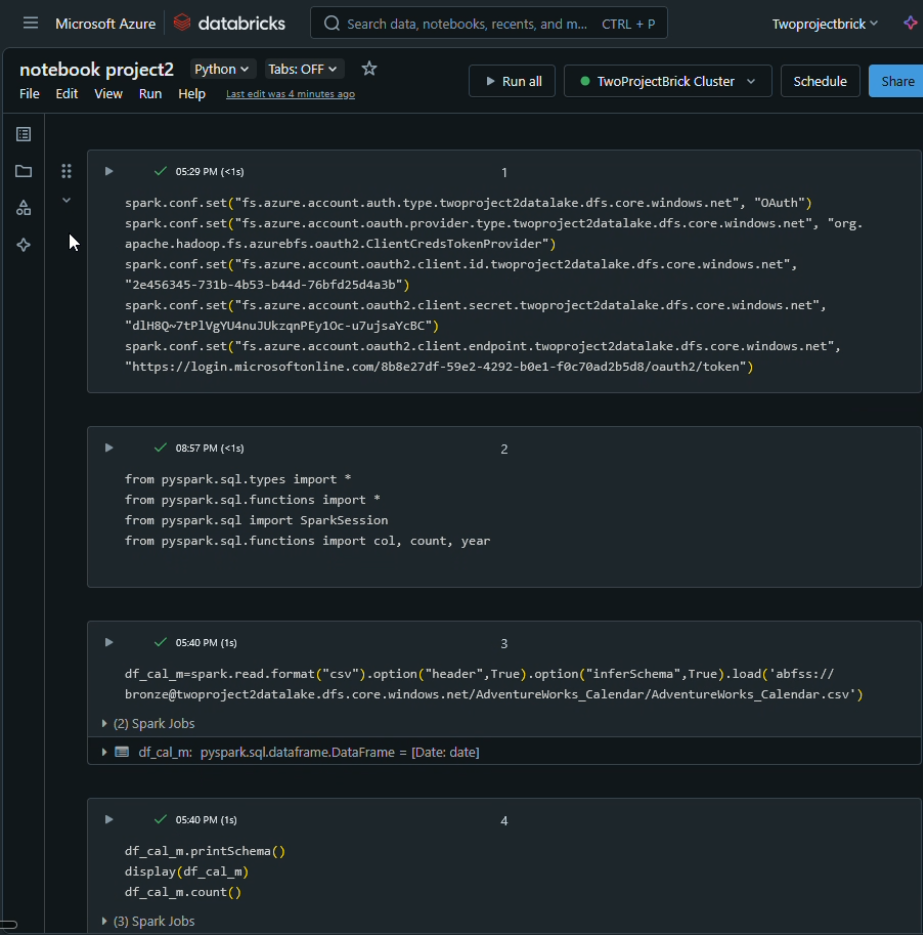 Microsoft Azure databricks Search data, notebooks, recents, and m... CTRL + P Twoprojectbrick
notebook project2 Python Tabs: OFF
Run all TwoProjectBrick Cluster Schedule Share
File Edit View Run Help Last edit was 4 minutes ago
05:29 PM (<1s) 1
spark.conf.set("fs.azure.account.auth.type.twoproject2datalake.dfs.core.windows.net", "OAuth")
spark.conf.set("fs.azure.account.oauth.provider.type.twoproject2datalake.dfs.core.windows.net", "org.
apache.hadoop.fs.azurebfs.oauth2.ClientCredsTokenProvider")
spark.conf.set("fs.azure.account.oauth2.client.id.twoproject2datalake.dfs.core.windows.net",
"2e456345-731b-4b53-b44d-76bfd25d4a3b")
spark.conf.set("fs.azure.account.oauth2.client.secret.twoproject2datalake.dfs.core.windows.net",
"dlH8Q~7tPlVgYU4nuJUkzqnPEy1Oc-u7ujsaYcBC")
spark.conf.set("fs.azure.account.oauth2.client.endpoint.twoproject2datalake.dfs.core.windows.net",
"https://login.microsoftonline.com/8b8e27df-59e2-4292-b0e1-f0c70ad2b5d8/oauth2/token")
08:57 PM (<1s) 2
from pyspark.sql.types import *
from pyspark.sql.functions import *
from pyspark.sql import SparkSession
from pyspark.sql.functions import col, count, year
05:40 PM (1s) 3
df_cal_m=spark.read.format("csv").option("header",True).option("inferSchema",True).load('abfss://
bronze@twoproject2datalake.dfs.core.windows.net/AdventureWorks_Calendar/AdventureWorks_Calendar.csv')
(2) Spark Jobs
df_cal_m: pyspark.sql.dataframe.DataFrame = [Date: date]
05:40 PM (1s) 4
df_cal_m.printSchema()
display(df_cal_m)
df_cal_m.count()
(3) Spark Jobs